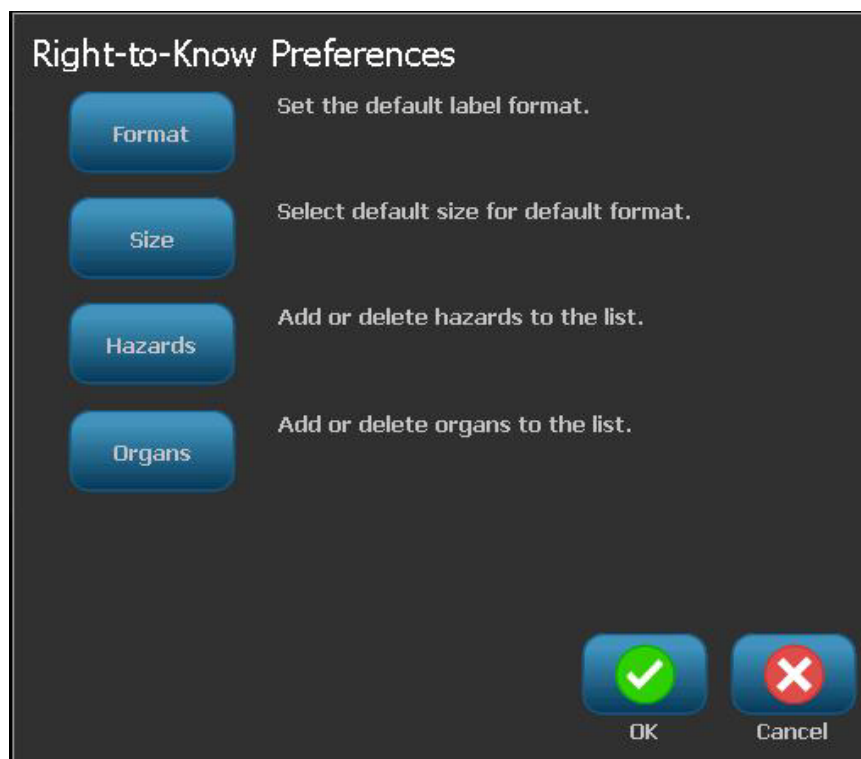 Right-to-Know Preferences
Format
Set the default label format.
Size
Select default size for default format.
Hazards
Add or delete hazards to the list.
Organs
Add or delete organs to the list.
OK
Cancel